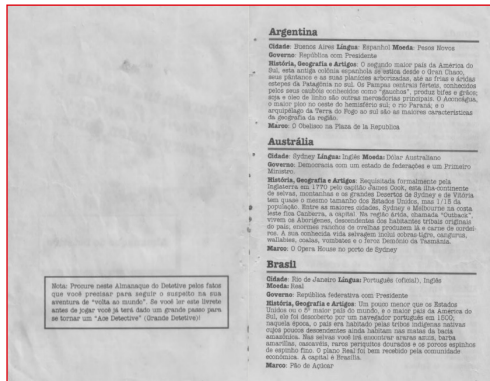 Nota: Procure neste Almanaque do Detetive pelos fatos
que você precisar para seguir o suspeito na sua
aventura de "volta ao mundo". Se você ler este livreto
antes de jogar você já terá dado um grande passo para
se tornar um "Ace Detective" (Grande Detetive)!
Argentina
Cidade: Buenos Aires Língua: Espanhol Moeda: Pesos Novos
Governo: República com Presidente
História, Geografia e Artigos: O segundo maior país da América do
Sul, esta antiga colônia espanhola se estica desde o Gran Chaco,
seus pântanos e as suas planícies arborizadas, até as frias e áridas
estepes da Patagônia no sul. Os Pampas centrais férteis, conhecidos
pelos seus caubóis conhecidos como "gauchos", produz bifes e grãos;
soja e óleo de linho são outras mercadorias principais. O Aconcágua,
o maior pico no oeste do hemisfério sul; o rio Paraná; e o
arquipélago da Terra do Fogo ao sul são as maiores características
da geografia da região.
Marco: O Obelisco na Plaza de la Republica
Austrália
Cidade: Sydney Língua: Inglês Moeda: Dólar Australiano
Governo: Democracia com um estado de federações e um Primeiro
Ministro.
História, Geografia e Artigos: Requisitada formalmente pela
Inglaterra em 1770 pelo capitão James Cook, esta ilha-continente
de selvas, montanhas e os grandes Desertos de Sydney e de Vitória
tem quase o mesmo tamanho dos Estados Unidos, mas 1/15 da
população. Entre as maiores cidades, Sydney e Melbourne na costa
leste fica Canberra, a capital. Na região árida, chamada "Outback",
vivem os Aborígenes, descendentes dos habitantes tribais originais
do país; enormes ranchos de ovelhas produzem lã e carne de cordei-
ros. A sua conhecida vida selvagem inclui cobras-tigre, cangurus,
wallabies, coalas, vombates e o feroz Demônio da Tasmânia.
Marco: O Opera House no porto de Sydney
Brasil
Cidade: Rio de Janeiro Língua: Português (oficial), Inglês
Moeda: Real
Governo: República federativa com Presidente
História, Geografia e Artigos: Um pouco menor que os Estados
Unidos ou o 5º maior país do mundo, e o maior país da América do
Sul, ele foi descoberto por um navegador português em 1500;
naquela época, o país era habitado pelas tribos indígenas nativas
cujos poucos descendentes ainda habitam nas matas da bacia
amazônica. Nas selvas você irá encontrar araras azuis, barba
amarilhas, cascavéis, raros periquitos dourados e os porcos espinhos
de espinho fino. O plano Real foi bem recebido pela comunidade
econômica. A capital é Brasília.
Marco: Pão de Açúcar